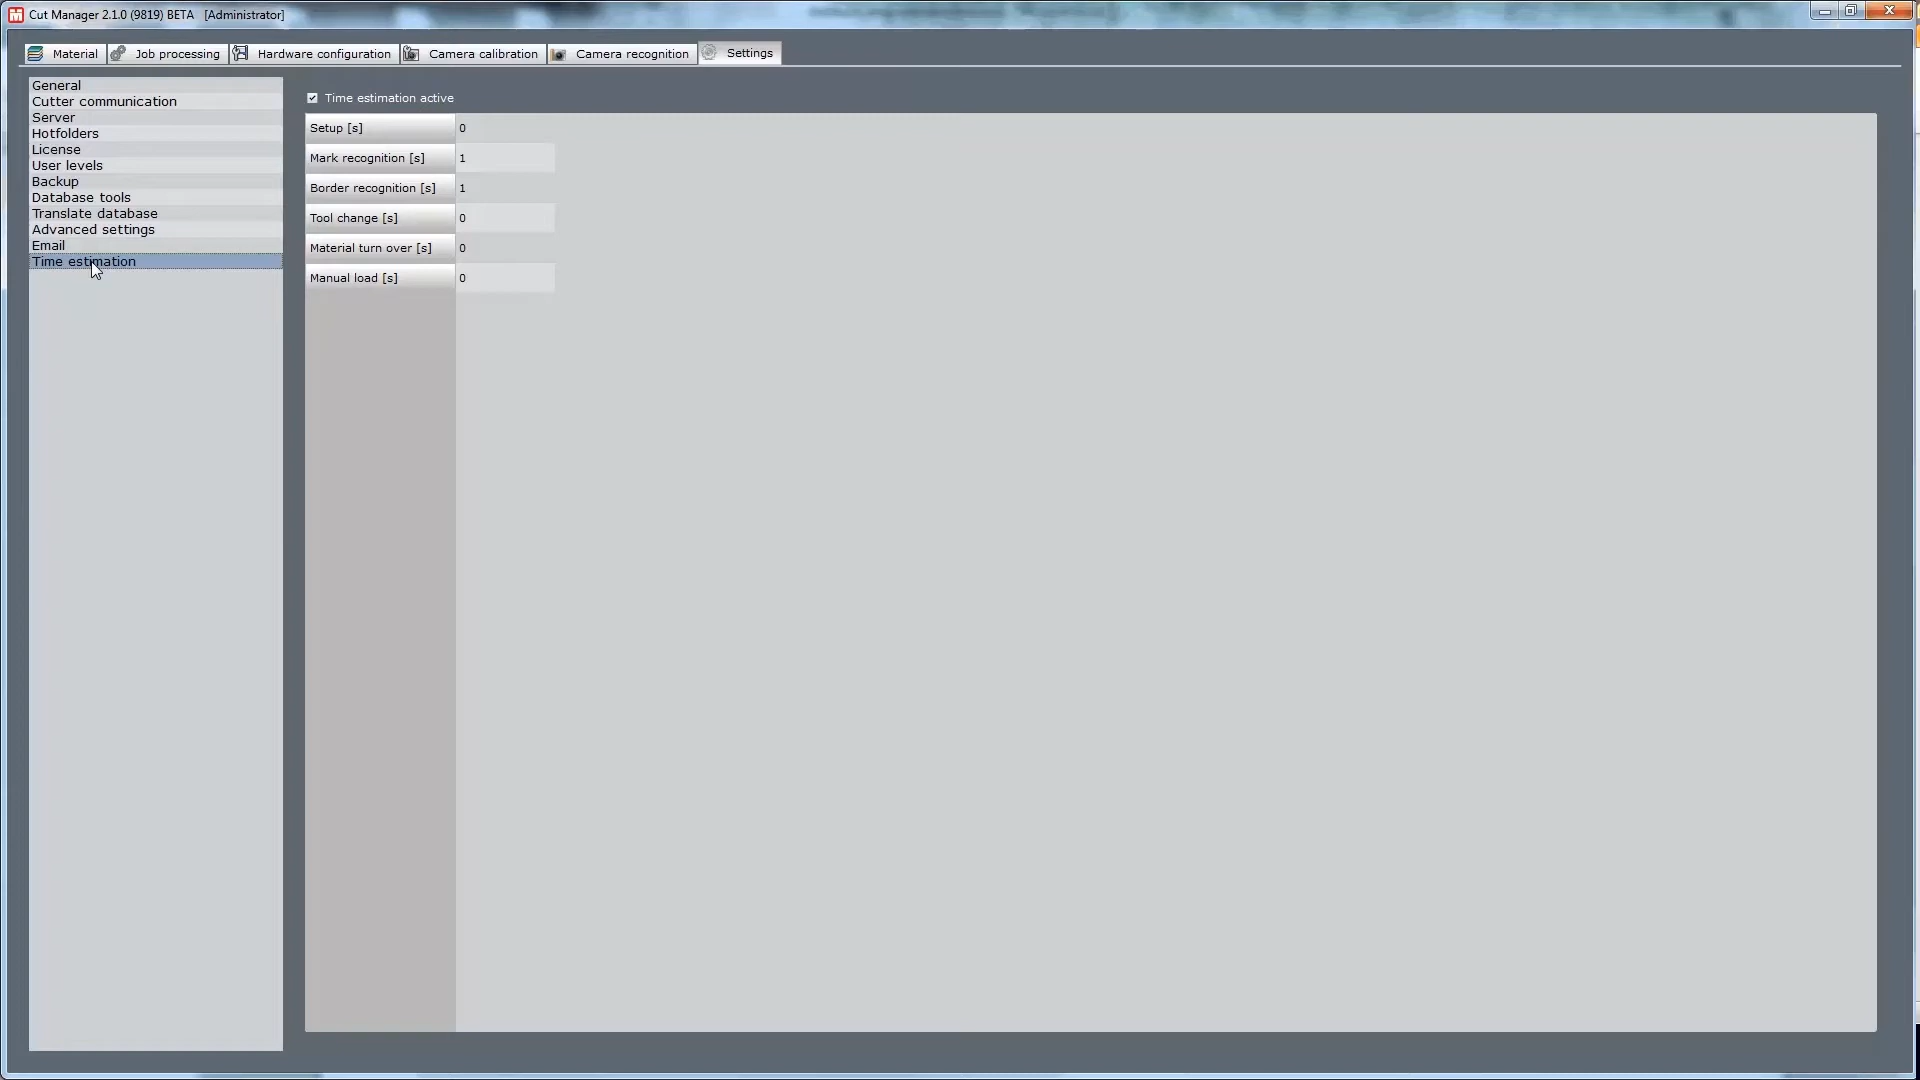 Cut Manager 2.1.0 (9819) BETA [Administrator]
Material Job processing Hardware configuration Camera calibration Camera recognition Settings
General
Cutter communication
Server
Hotfolders
License
User levels
Backup
Database tools
Translate database
Advanced settings
Email
Time estimation
Time estimation active
Setup [s] 0
Mark recognition [s] 1
Border recognition [s] 1
Tool change [s] 0
Material turn over [s] 0
Manual load [s] 0